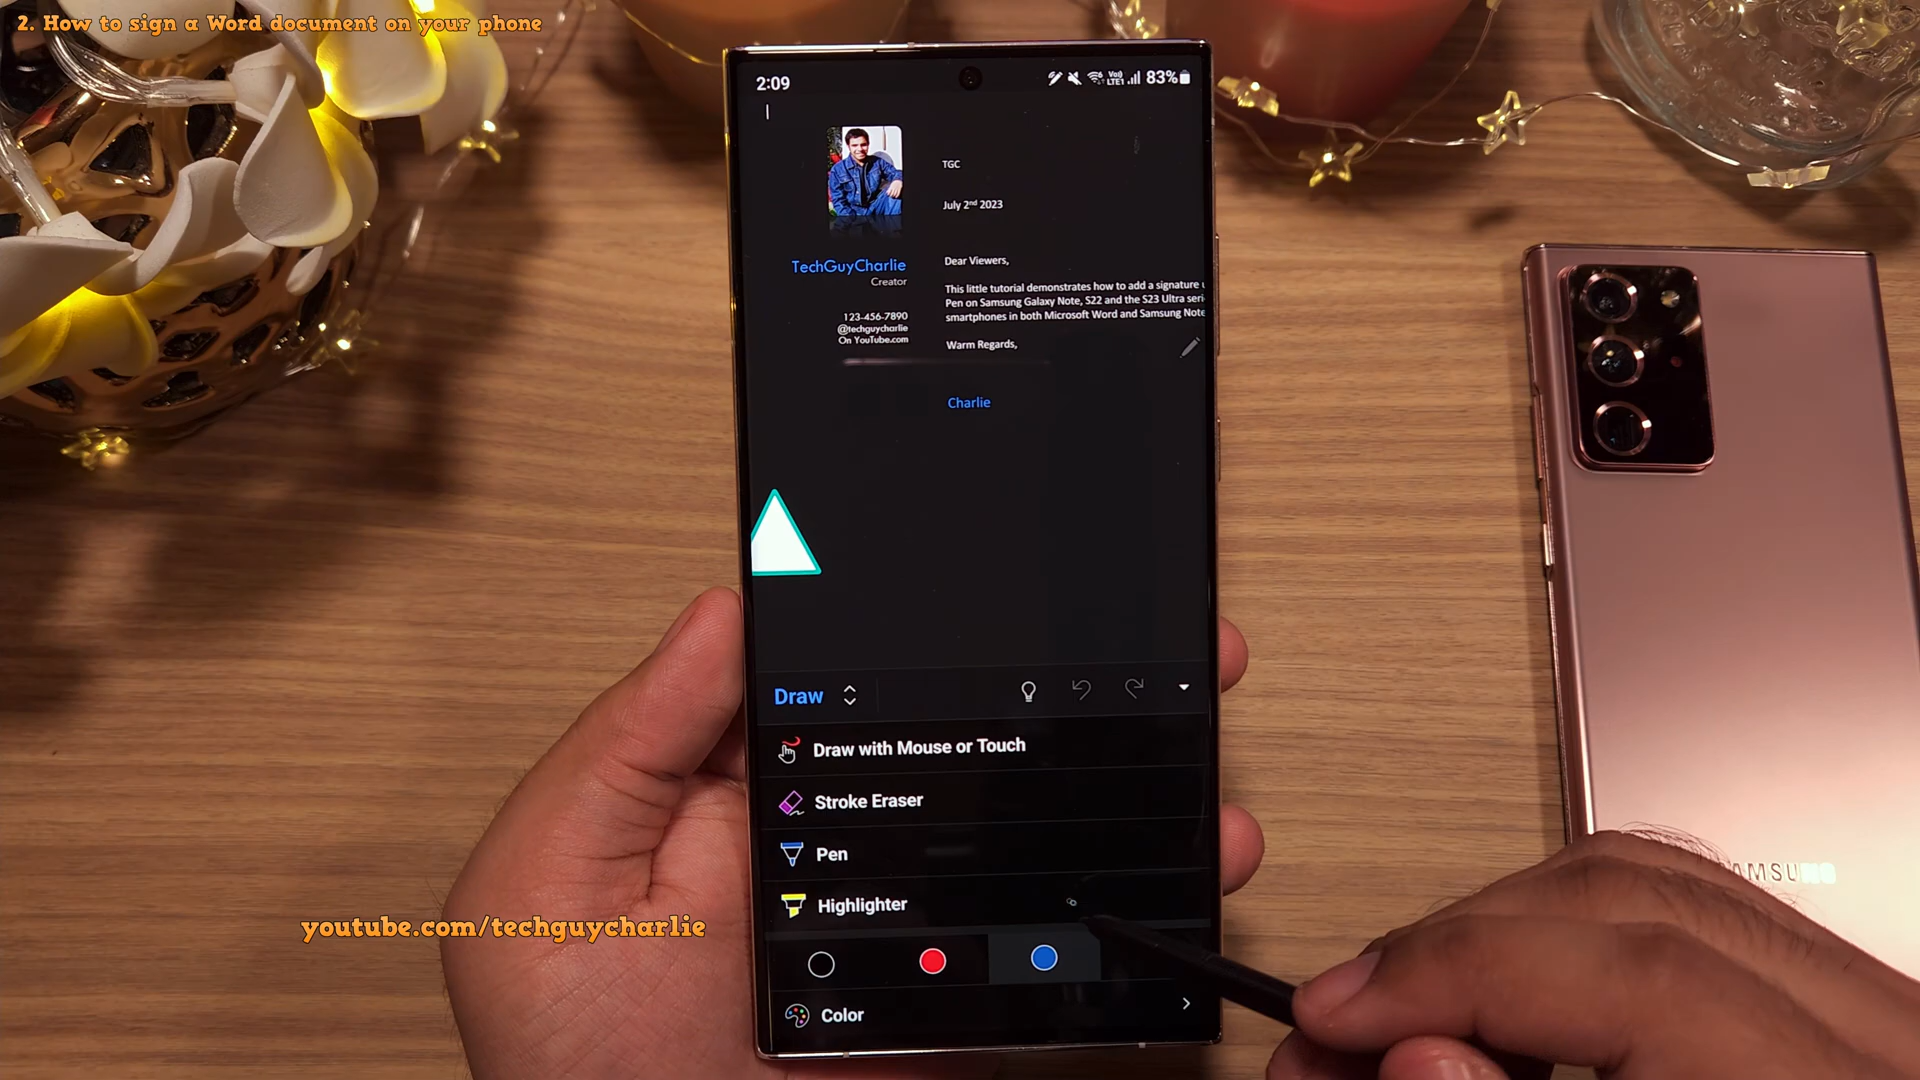 2. How to sign a Word document on your phone
2:09
Vo)) LTE1 83%
TGC
July 2nd 2023
TechGuyCharlie
Creator
123-456-7890
@techguycharlie
On YouTube.com
Dear Viewers,
This little tutorial demonstrates how to add a signature
Pen on Samsung Galaxy Note, S22 and the S23 Ultra seri
smartphones in both Microsoft Word and Samsung Note
Warm Regards,
Charlie
Draw
Draw with Mouse or Touch
Stroke Eraser
Pen
Highlighter
Color
youtube.com/techguycharlie
AMSUNG